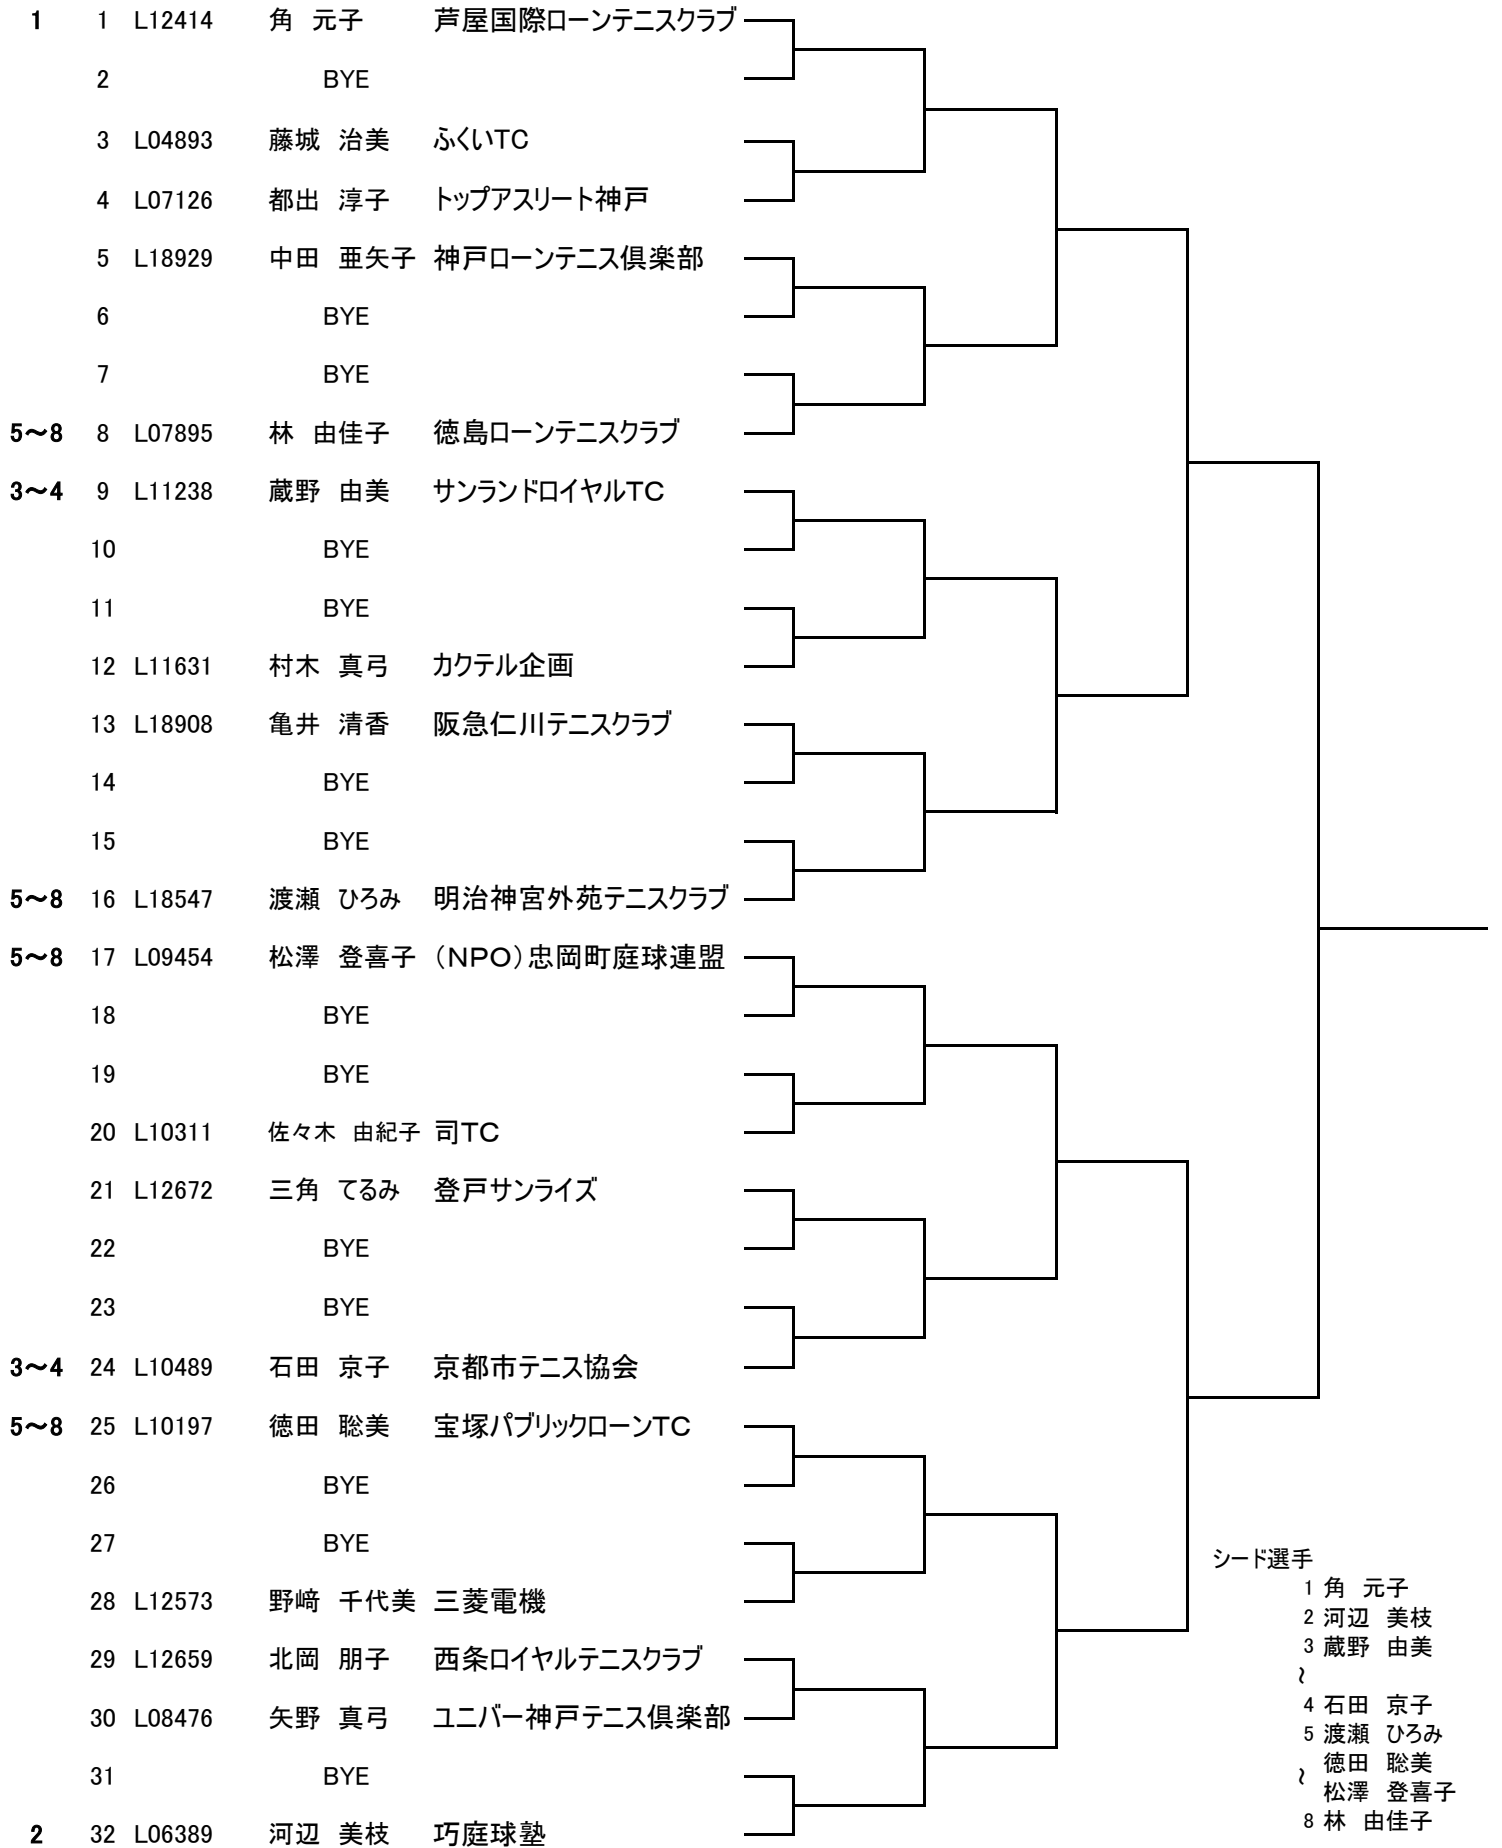 1 1 L12414 角 元子 芦屋国際ローンテニスクラブ
2 BYE
3 L04893 藤城 治美 ふくいTC
4 L07126 都出 淳子 トップアスリート神戸
5 L18929 中田 亜矢子 神戸ローンテニス倶楽部
6 BYE
7 BYE
5～8 8 L07895 林 由佳子 徳島ローンテニスクラブ
3～4 9 L11238 蔵野 由美 サンランドロイヤルTC
10 BYE
11 BYE
12 L11631 村木 真弓 カクテル企画
13 L18908 亀井 清香 阪急仁川テニスクラブ
14 BYE
15 BYE
5～8 16 L18547 渡瀬 ひろみ 明治神宮外苑テニスクラブ
5～8 17 L09454 松澤 登喜子 （NPO）忠岡町庭球連盟
18 BYE
19 BYE
20 L10311 佐々木 由紀子 司TC
21 L12672 三角 てるみ 登戸サンライズ
22 BYE
23 BYE
3～4 24 L10489 石田 京子 京都市テニス協会
5～8 25 L10197 徳田 聡美 宝塚パブリックローンTC
26 BYE
27 BYE
28 L12573 野﨑 千代美 三菱電機
29 L12659 北岡 朋子 西条ロイヤルテニスクラブ
30 L08476 矢野 真弓 ユニバー神戸テニス倶楽部
31 BYE
2 32 L06389 河辺 美枝 巧庭球塾
シード選手
1 角 元子
2 河辺 美枝
3 蔵野 由美
～
4 石田 京子
5 渡瀬 ひろみ
徳田 聡美
～
松澤 登喜子
8 林 由佳子